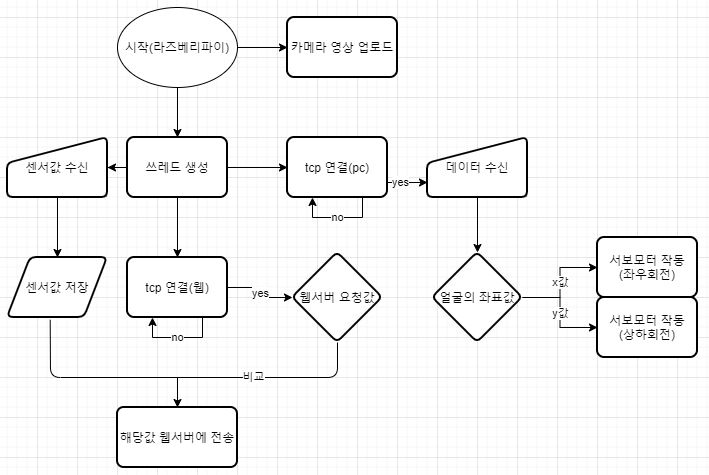 시작(라즈베리파이)
카메라 영상 업로드
센서값 수신
쓰레드 생성
tcp 연결(pc)
yes
데이터 수신
no
센서값 저장
tcp 연결(웹)
yes
웹서버 요청값
얼굴의 좌표값
x값
y값
서보모터 작동
(좌우회전)
서보모터 작동
(상하회전)
no
비교
해당값 웹서버에 전송